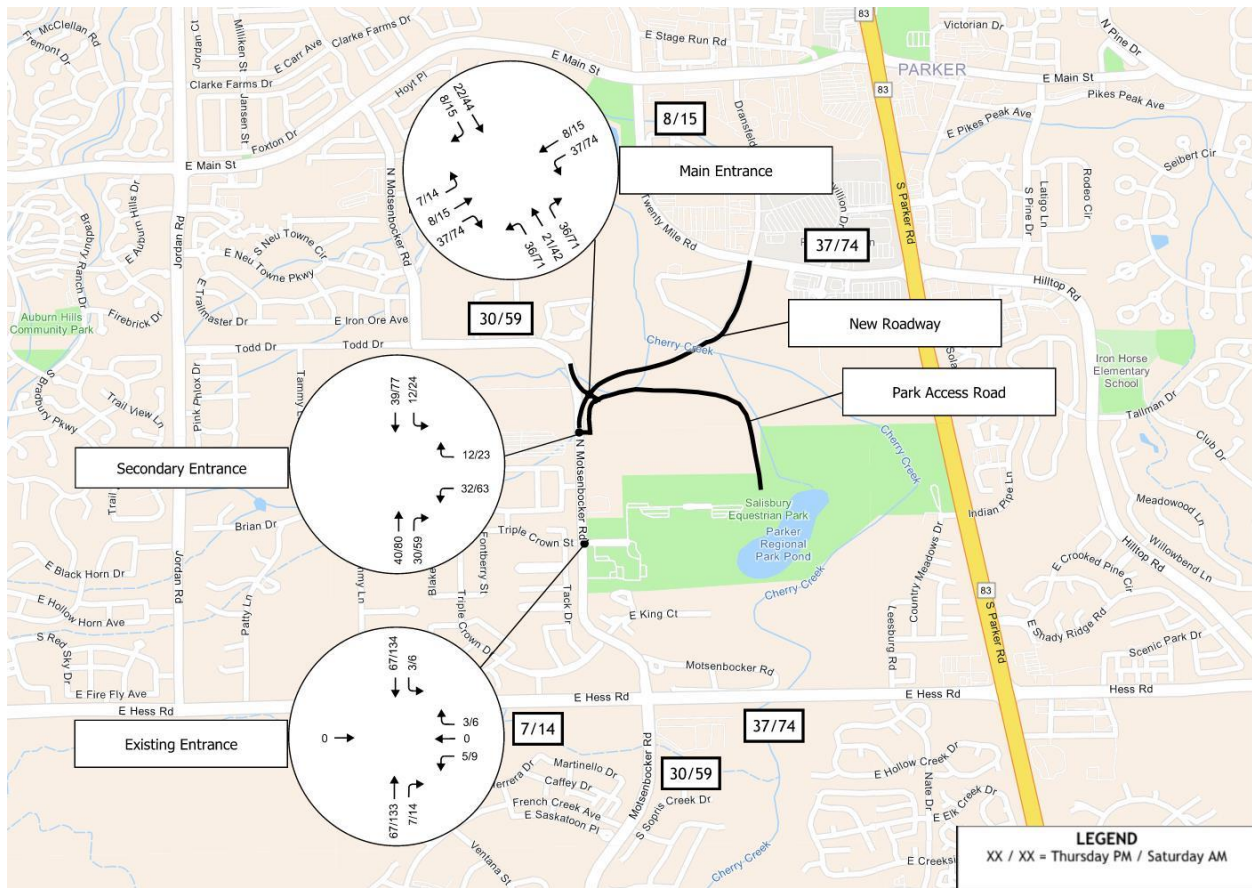 McClellan Rd
Fremont Dr
Jordan Ct
Milliken St
E Carr Ave
Clarke Farms Dr
Clarke Farms Dr
Jansen St
Foxton Dr
Hoyt Pl
E Main St
E Main St
E Stage Run Rd
Victorian Dr
N Pine Dr
PARKER
E Main St
83
83
Pikes Peak Ave
E Pikes Peak Ave
Seibert Cir
Rodeo Cir
Latigo Ln
S Pine Dr
S Parker Rd
22/44
8/15
8/15
37/74
7/14
8/15
37/74
36/71
21/42
36/71
8/15
Main Entrance
Twenty Mile Rd
37/74
Hilltop Rd
N Motsenbocker Rd
Jordan Rd
Bradbury Ranch Dr
E Auburn Hills Dr
S Neu Towne Cir
E Neu Towne Pkwy
E Trailmaster Dr
Firebrick Dr
E Iron Ore Ave
Todd Dr
Todd Dr
Auburn Hills
Community Park
S Bradbury Pkwy
Trail View Ln
Pink Phlox Dr
30/59
New Roadway
Cherry Creek
Park Access Road
Iron Horse
Elementary
School
Tallman Dr
Club Dr
39/77
12/24
12/23
32/63
40/80
30/59
Secondary Entrance
N Motsenbocker Rd
Cherry Creek
Salisbury
Equestrian Park
Parker
Regional
Park Pond
Cherry Creek
Indian Pipe Ln
Meadowood Ln
Willowbend Ln
Hilltop Rd
Brian Dr
Triple Crown St
Fontberry St
E Black Horn Dr
E Hollow Horn Ave
S Red Sky Dr
Jordan Rd
Patty Ln
Triple Crown Dr
Tack Dr
E King Ct
Country Meadows Dr
Leesburg Rd
83
S Parker Rd
E Crooked Pine Cir
E Shady Ridge Rd
Scenic Park Dr
Motsenbocker Rd
E Fire Fly Ave
E Hess Rd
E Hess Rd
E Hess Rd
Hess Rd
67/134
3/6
3/6
0
0
5/9
67/133
7/14
Existing Entrance
7/14
37/74
30/59
Motsenbocker Rd
Martinello Dr
Caffey Dr
French Creek Ave
E Saskatoon Pl
S Sopris Creek Dr
Ventana St
Cherry Creek
E Hollow Creek Dr
Nate Dr
E Elk Creek Dr
LEGEND
XX / XX = Thursday PM / Saturday AM